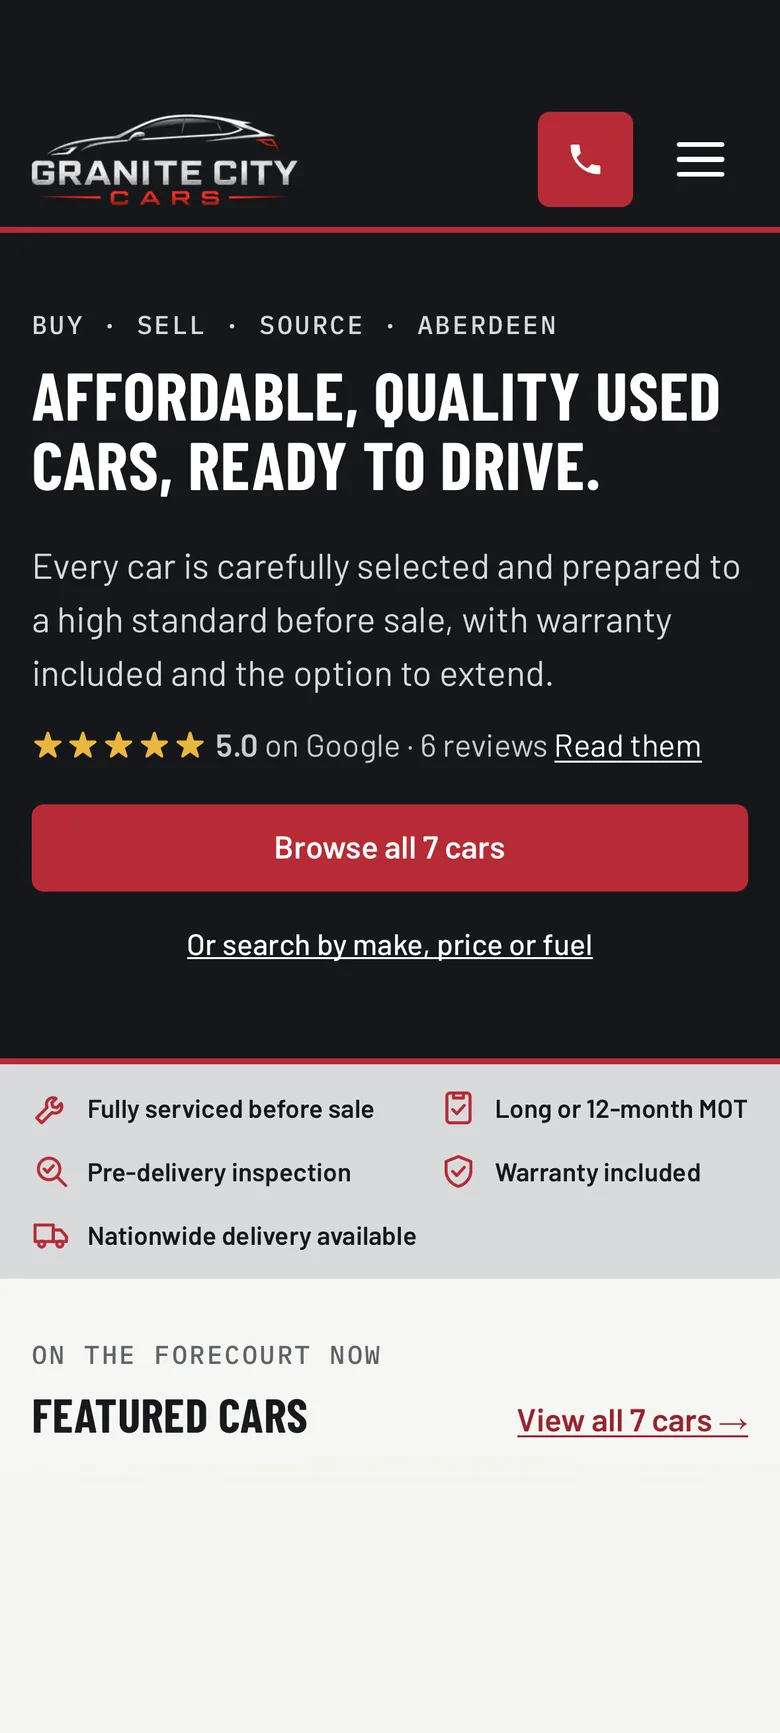 GRANITE CITY
CARS
BUY · SELL · SOURCE · ABERDEEN
AFFORDABLE, QUALITY USED
CARS, READY TO DRIVE.
Every car is carefully selected and prepared to
a high standard before sale, with warranty
included and the option to extend.
★★★★★ 5.0 on Google · 6 reviews Read them
Browse all 7 cars
Or search by make, price or fuel
Fully serviced before sale
Long or 12-month MOT
Pre-delivery inspection
Warranty included
Nationwide delivery available
ON THE FORECOURT NOW
FEATURED CARS
View all 7 cars →